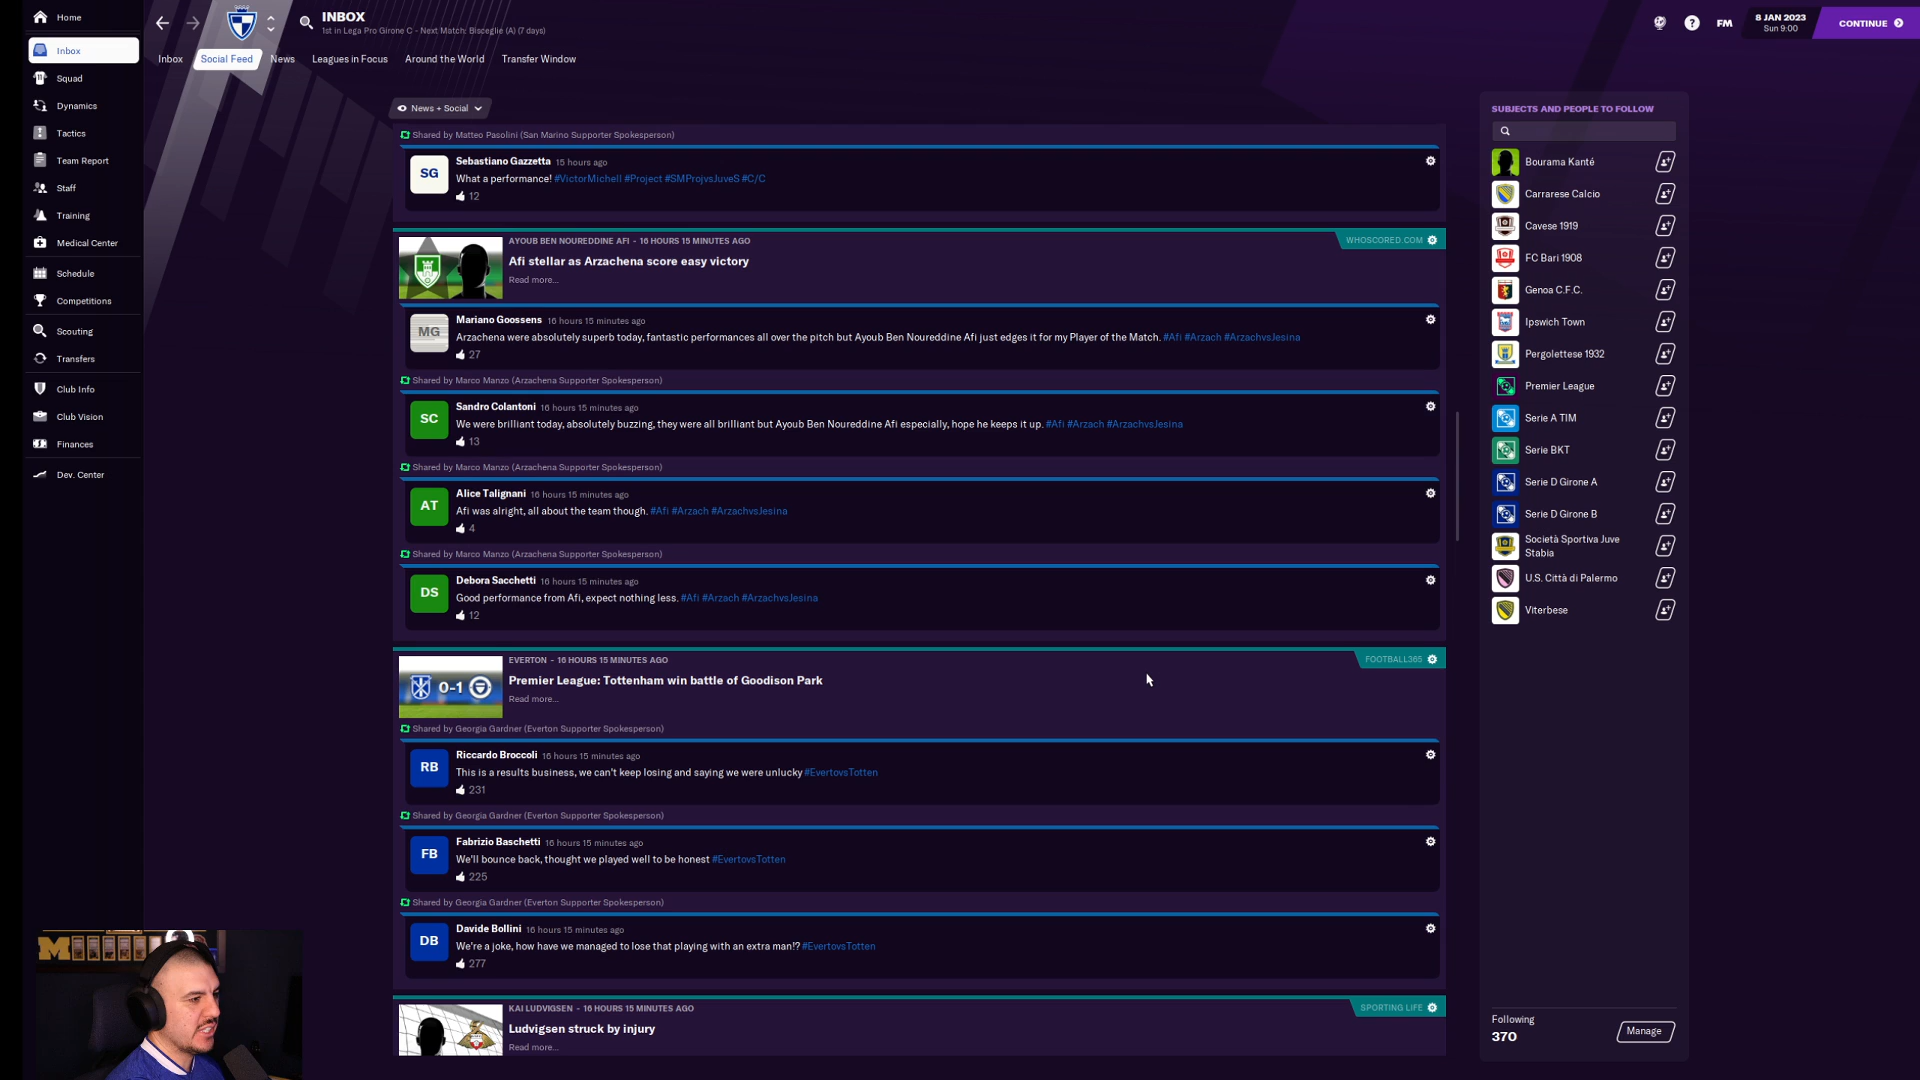 Home
Inbox
Squad
Dynamics
Tactics
Team Report
Staff
Training
Medical Center
Schedule
Competitions
Scouting
Transfers
Club Info
Club Vision
Finances
Dev. Center
INBOX
1st in Lega Pro Girone C - Next Match: Bisceglie (A) (7 days)
FM
8 JAN 2023
Sun 9:00
CONTINUE
Inbox
Social Feed
News
Leagues in Focus
Around the World
Transfer Window
News + Social
Shared by Matteo Pasolini (San Marino Supporter Spokesperson)
SG
Sebastiano Gazzetta 15 hours ago
What a performance! #VictorMichell #Project #SMProjvsJuveS #C/C
12
AYOUB BEN NOUREDDINE AFI - 16 HOURS 15 MINUTES AGO
WHOSCORED.COM
Afi stellar as Arzachena score easy victory
Read more...
MG
Mariano Goossens 16 hours 15 minutes ago
Arzachena were absolutely superb today, fantastic performances all over the pitch but Ayoub Ben Noureddine Afi just edges it for my Player of the Match. #Afi #Arzach #ArzachvsJesina
27
Shared by Marco Manzo (Arzachena Supporter Spokesperson)
SC
Sandro Colantoni 16 hours 15 minutes ago
We were brilliant today, absolutely buzzing, they were all brilliant but Ayoub Ben Noureddine Afi especially, hope he keeps it up. #Afi #Arzach #ArzachvsJesina
13
Shared by Marco Manzo (Arzachena Supporter Spokesperson)
AT
Alice Talignani 16 hours 15 minutes ago
Afi was alright, all about the team though. #Afi #Arzach #ArzachvsJesina
4
Shared by Marco Manzo (Arzachena Supporter Spokesperson)
DS
Debora Sacchetti 16 hours 15 minutes ago
Good performance from Afi, expect nothing less. #Afi #Arzach #ArzachvsJesina
12
EVERTON - 16 HOURS 15 MINUTES AGO
FOOTBALL365
0-1
Premier League: Tottenham win battle of Goodison Park
Read more...
Shared by Georgia Gardner (Everton Supporter Spokesperson)
RB
Riccardo Broccoli 16 hours 15 minutes ago
This is a results business, we can't keep losing and saying we were unlucky #EvertovsTotten
231
Shared by Georgia Gardner (Everton Supporter Spokesperson)
FB
Fabrizio Baschetti 16 hours 15 minutes ago
We'll bounce back, thought we played well to be honest #EvertovsTotten
225
Shared by Georgia Gardner (Everton Supporter Spokesperson)
DB
Davide Bollini 16 hours 15 minutes ago
We're a joke, how have we managed to lose that playing with an extra man!? #EvertovsTotten
277
KAI LUDVIGSEN - 16 HOURS 15 MINUTES AGO
SPORTING LIFE
Ludvigsen struck by injury
Read more...
SUBJECTS AND PEOPLE TO FOLLOW
Bourama Kanté
Carrarese Calcio
Cavese 1919
FC Bari 1908
Genoa C.F.C.
Ipswich Town
Pergolettese 1932
Premier League
Serie A TIM
Serie BKT
Serie D Girone A
Serie D Girone B
Società Sportiva Juve
Stabia
U.S. Città di Palermo
Viterbese
Following
370
Manage
M